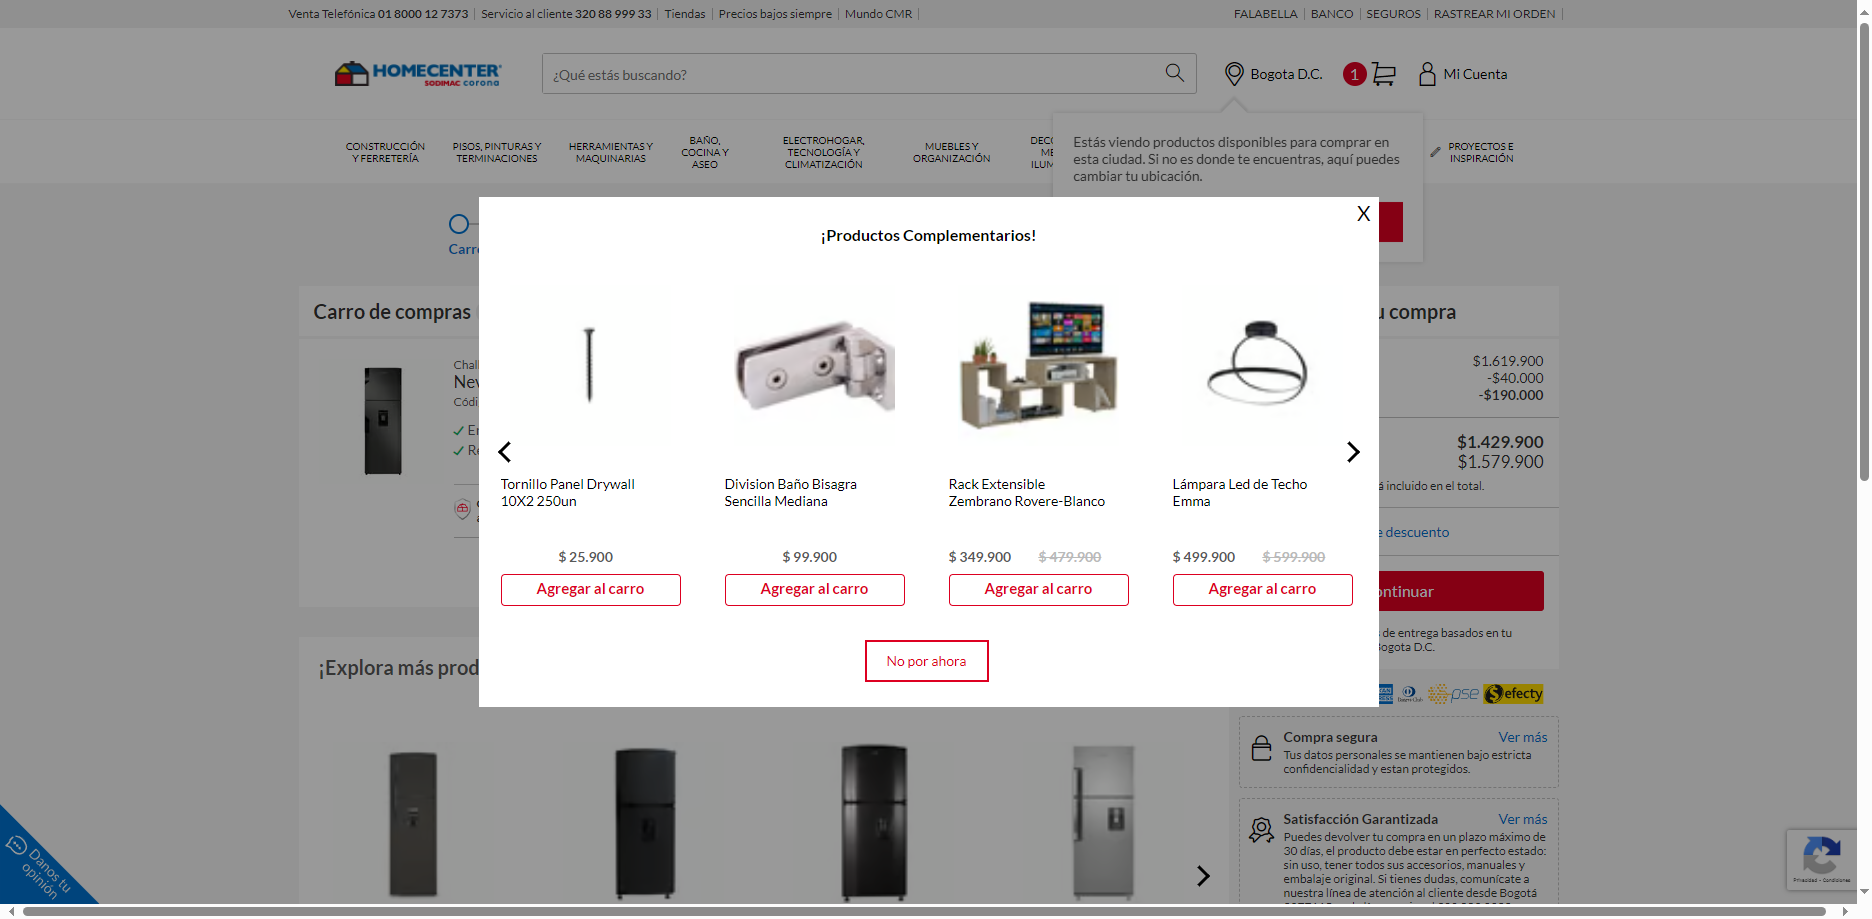 Venta Telefónica 01 8000 12 7373
Servicio al cliente 320 88 999 33
Tiendas
Precios bajos siempre
Mundo CMR
FALABELLA
BANCO
SEGUROS
RASTREAR MI ORDEN
HOMECENTER
SODIMAC corona
¿Qué estás buscando?
Bogota D.C.
1
Mi Cuenta
CONSTRUCCIÓN
Y FERRETERÍA
PISOS, PINTURAS Y
TERMINACIONES
HERRAMIENTAS Y
MAQUINARIAS
BAÑO,
COCINA Y
ASEO
ELECTROHOGAR,
TECNOLOGÍA Y
CLIMATIZACIÓN
MUEBLES Y
ORGANIZACIÓN
PROYECTOS E
INSPIRACIÓN
Estás viendo productos disponibles para comprar en
esta ciudad. Si no es donde te encuentras, aquí puedes
cambiar tu ubicación.
X
¡Productos Complementarios!
Tornillo Panel Drywall
10X2 250un
$ 25.900
Agregar al carro
Division Baño Bisagra
Sencilla Mediana
$ 99.900
Agregar al carro
Rack Extensible
Zembrano Rovere-Blanco
$ 349.900 $ 479.900
Agregar al carro
Lámpara Led de Techo
Emma
$ 499.900 $ 599.900
Agregar al carro
No por ahora
Carro de compras
u compra
$1.619.900
-$40.000
-$190.000
$1.429.900
$1.579.900
á incluido en el total.
e descuento
ontinuar
s de entrega basados en tu
Bogota D.C.
pse
efecty
¡Explora más prod
Compra segura
Ver más
Tus datos personales se mantienen bajo estricta
confidencialidad y estan protegidos.
Satisfacción Garantizada
Ver más
Puedes devolver tu compra en un plazo máximo de
30 días, el producto debe estar en perfecto estado:
sin uso, tener todos sus accesorios, manuales y
embalaje original. Si tienes dudas, comunícate a
nuestra línea de atención al cliente desde Bogotá
Danos tu
opinión
Privacidad - Condiciones